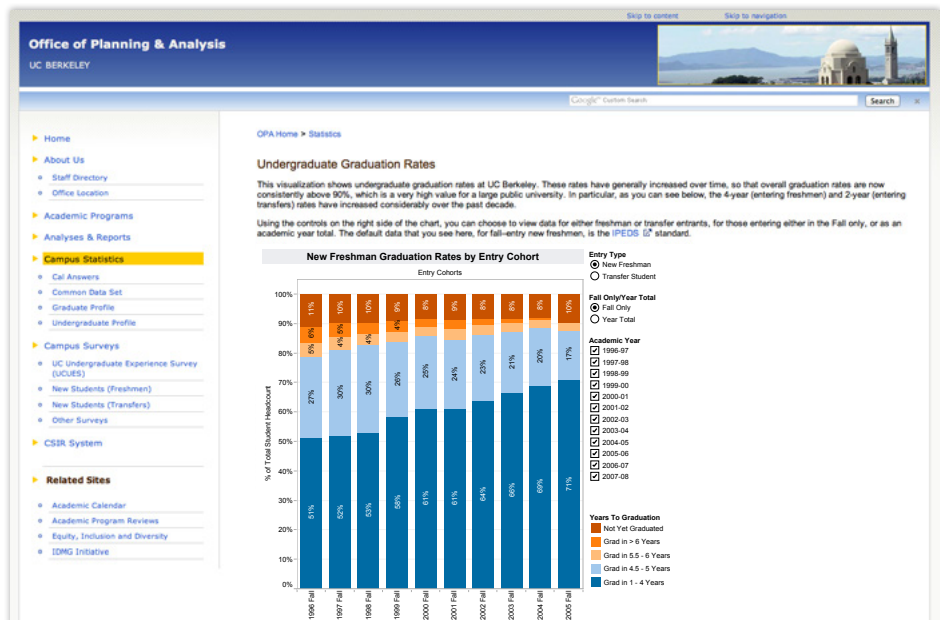 Skip to content Skip to navigation
Office of Planning & Analysis
UC BERKELEY
Google™ Custom Search Search ×
Home
About Us
Staff Directory
Office Location
Academic Programs
Analyses & Reports
Campus Statistics
Cal Answers
Common Data Set
Graduate Profile
Undergraduate Profile
Campus Surveys
UC Undergraduate Experience Survey
(UCUES)
New Students (Freshmen)
New Students (Transfers)
Other Surveys
CSIR System
Related Sites
Academic Calendar
Academic Program Reviews
Equity, Inclusion and Diversity
IDMG Initiative
OPA Home > Statistics
Undergraduate Graduation Rates
This visualization shows undergraduate graduation rates at UC Berkeley. These rates have generally increased over time, so that overall graduation rates are now
consistently above 90%, which is a very high value for a large public university. In particular, as you can see below, the 4-year (entering freshmen) and 2-year (entering
transfers) rates have increased considerably over the past decade.
Using the controls on the right side of the chart, you can choose to view data for either freshman or transfer entrants, for those entering either in the Fall only, or as an
academic year total. The default data that you see here, for fall-entry new freshmen, is the IPEDS standard.
New Freshman Graduation Rates by Entry Cohort
Entry Cohorts
% of Total Student Headcount
100%
90%
80%
70%
60%
50%
40%
30%
20%
10%
0%
11% 10% 10% 9% 8% 9% 8% 8% 8% 10%
6% 5% 4%
5% 4% 4%
27% 30% 30% 26% 25% 24% 23% 21% 20% 17%
51% 52% 53% 58% 61% 61% 64% 66% 69% 71%
1996 Fall 1997 Fall 1998 Fall 1999 Fall 2000 Fall 2001 Fall 2002 Fall 2003 Fall 2004 Fall 2005 Fall
Entry Type
New Freshman
Transfer Student
Fall Only/Year Total
Fall Only
Year Total
Academic Year
1996-97
1997-98
1998-99
1999-00
2000-01
2001-02
2002-03
2003-04
2004-05
2005-06
2006-07
2007-08
Years To Graduation
Not Yet Graduated
Grad in > 6 Years
Grad in 5.5 - 6 Years
Grad in 4.5 - 5 Years
Grad in 1 - 4 Years